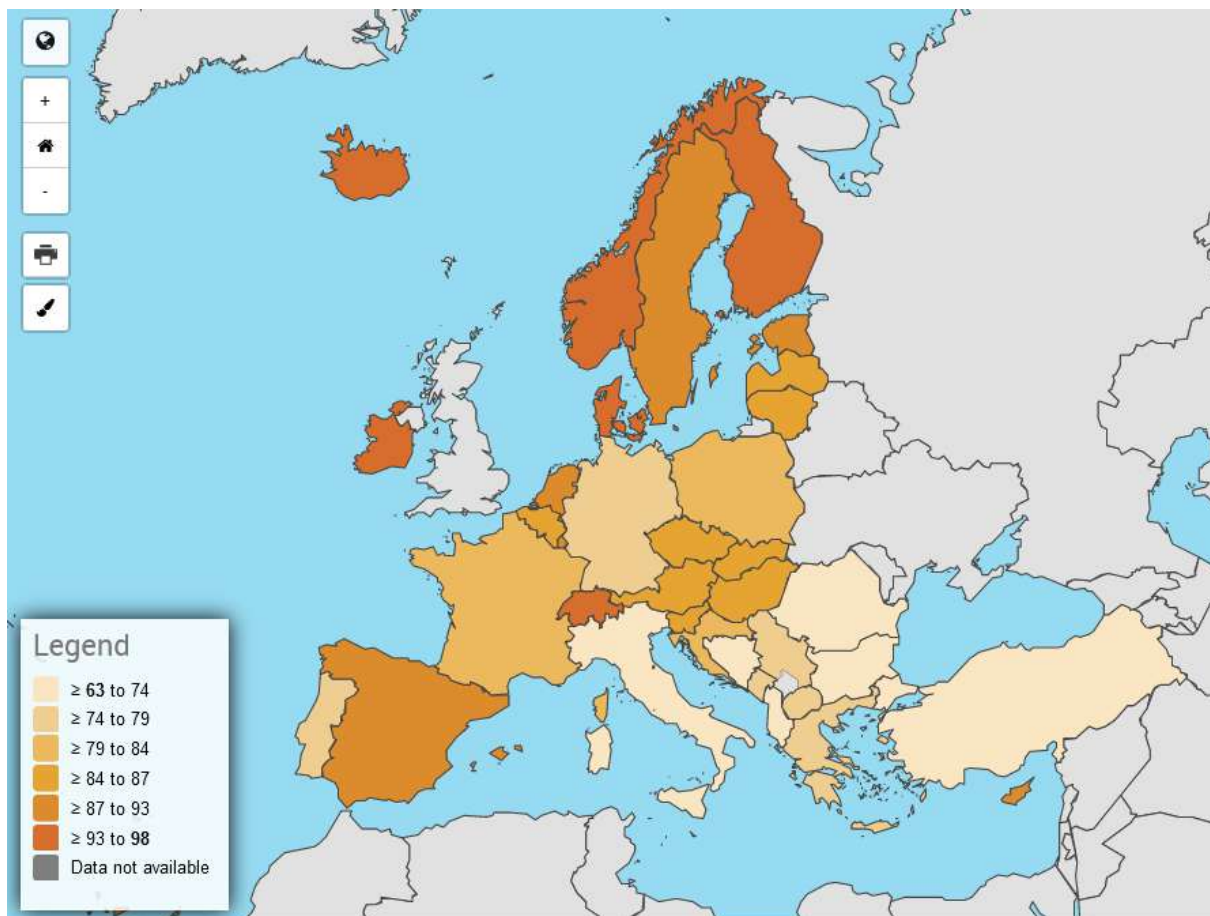 +
-
Legend
≥ 63 to 74
≥ 74 to 79
≥ 79 to 84
≥ 84 to 87
≥ 87 to 93
≥ 93 to 98
Data not available